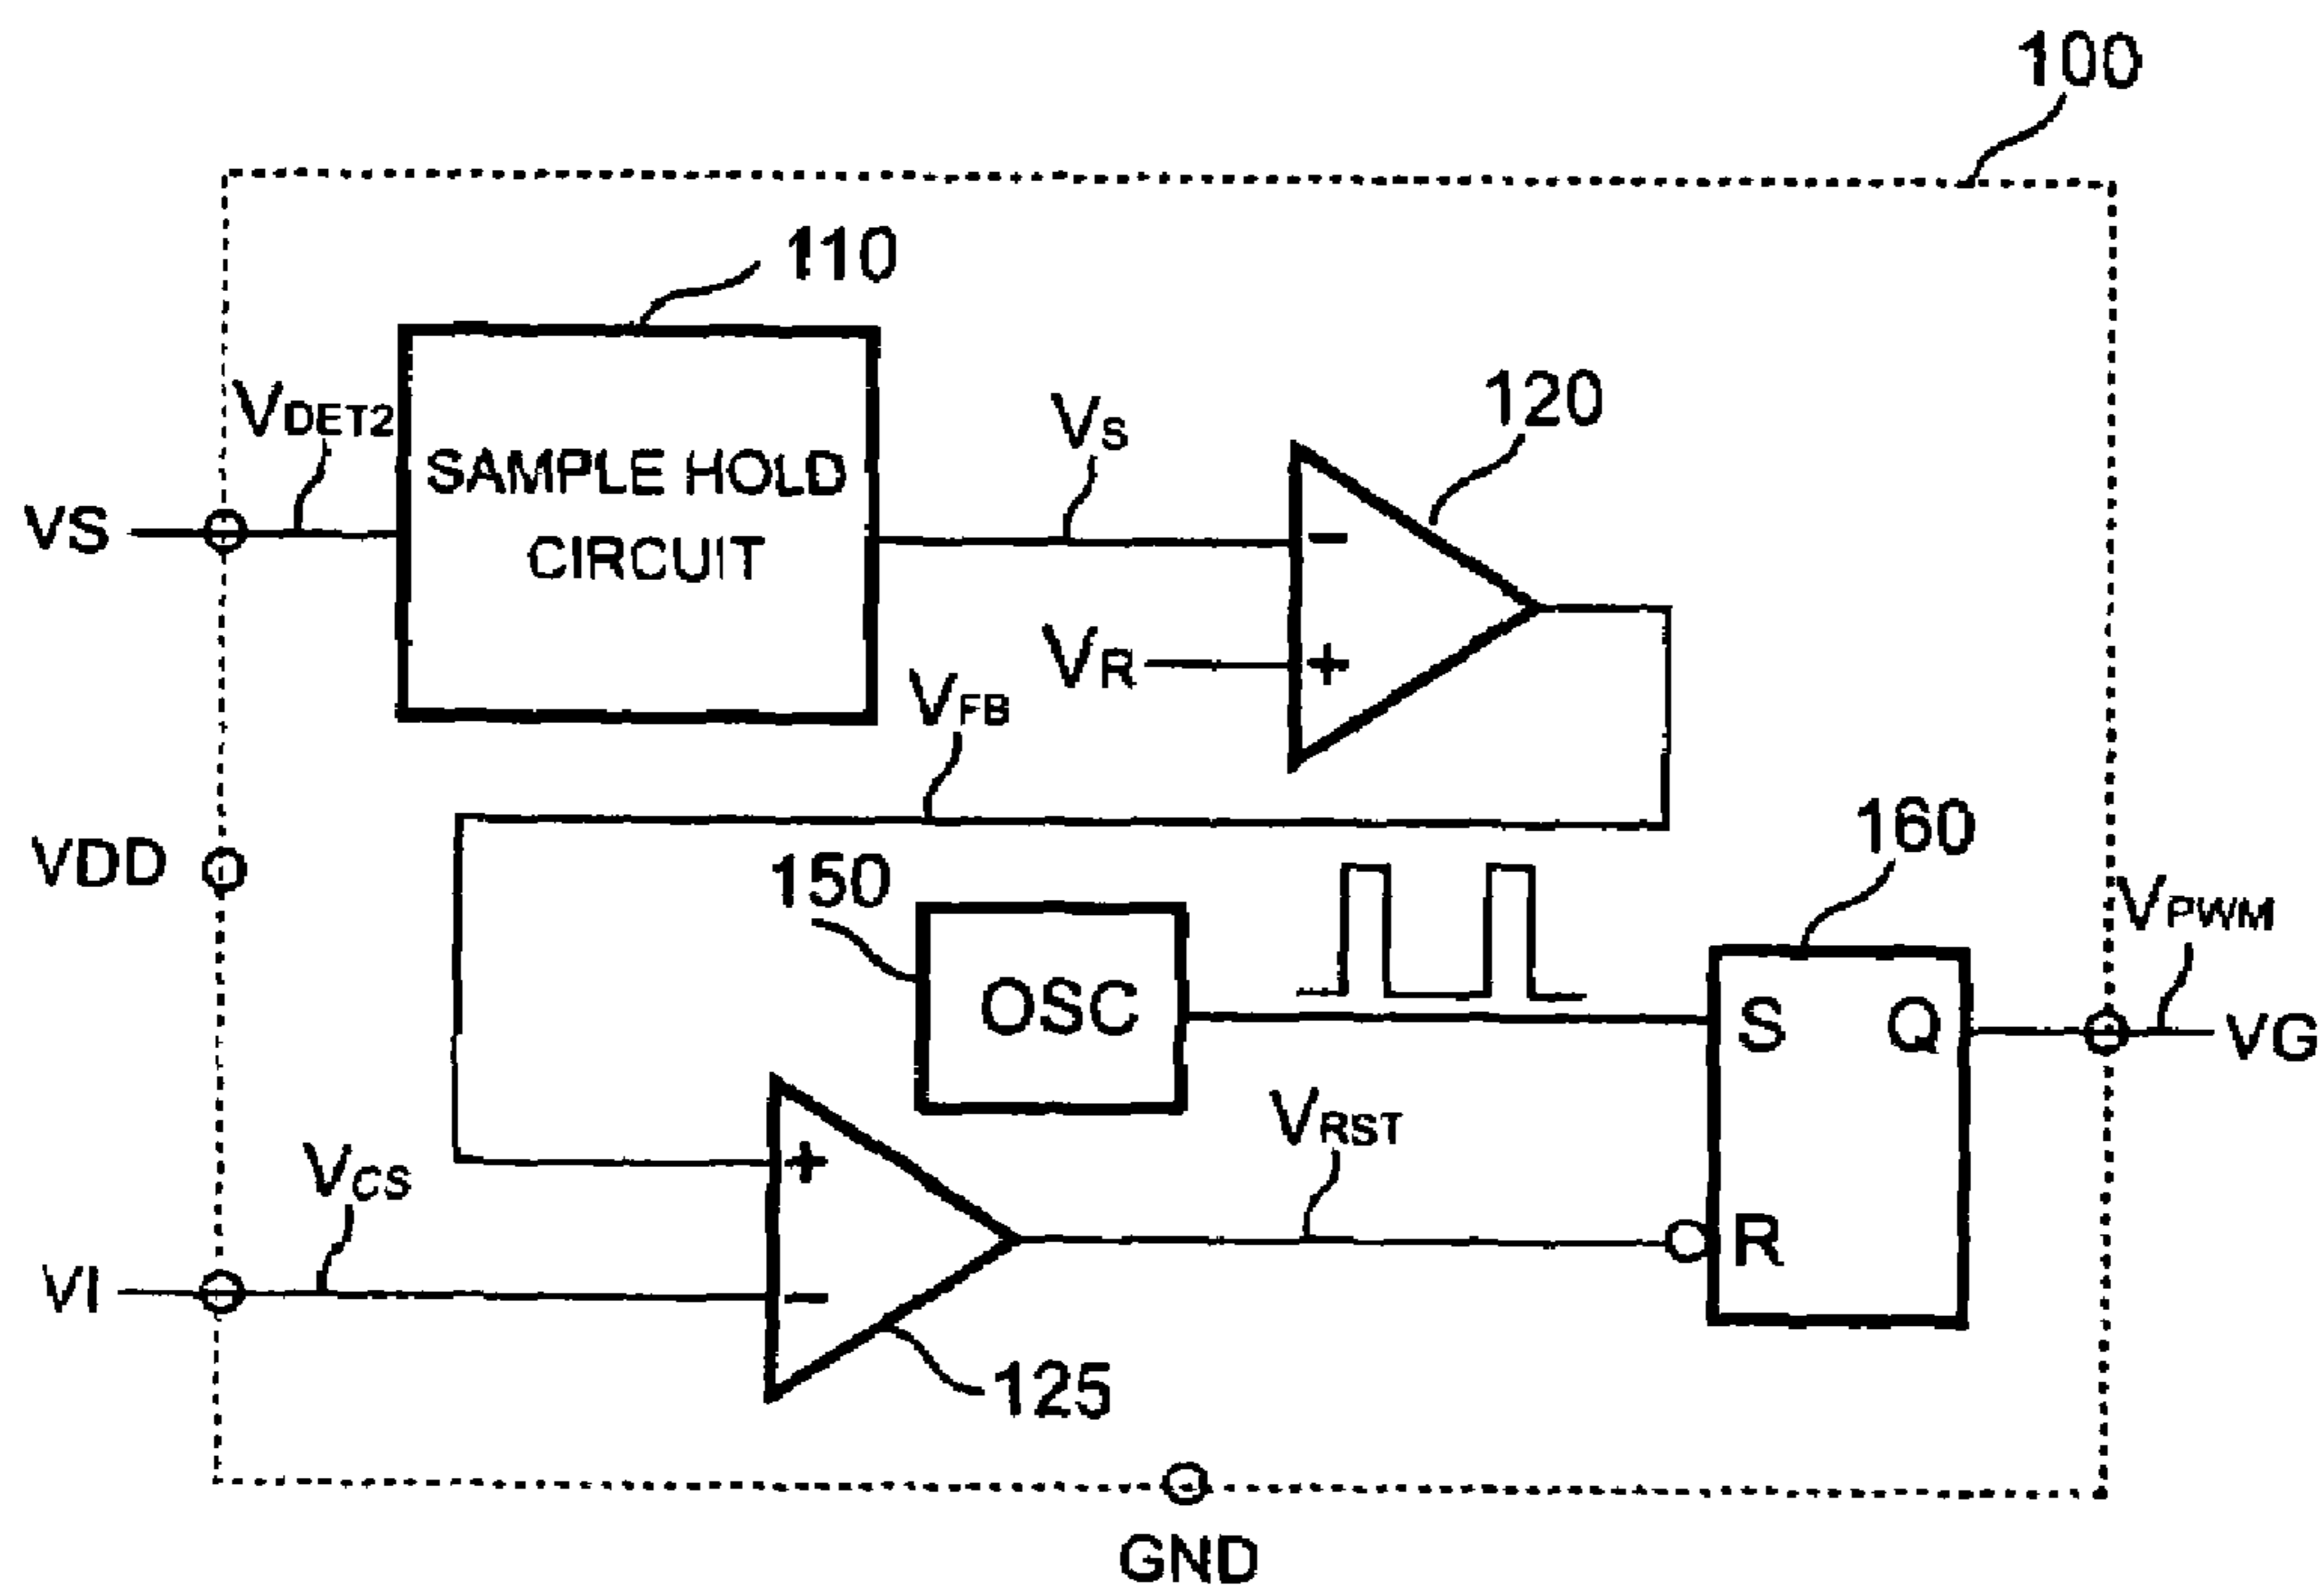 100
110
VDET2
SAMPLE HOLD
CIRCUIT
VS
120
VS
-
VR
+
VFB
VDD
150
160
VPWM
OSC
S Q
VG
VRST
+
VCS
R
VI
-
125
GND